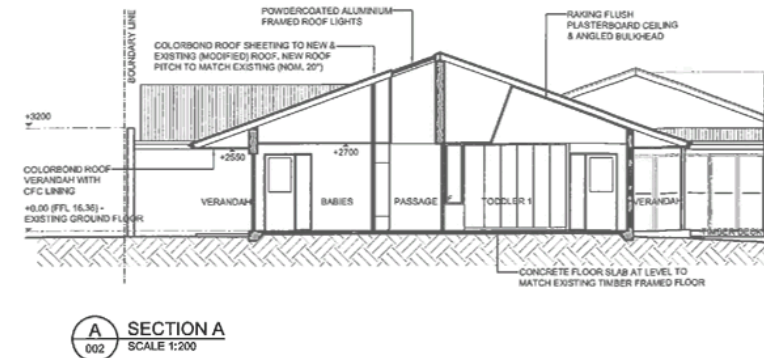 POWDERCOATED ALUMINIUM
FRAMED ROOF LIGHTS
RAKING FLUSH
PLASTERBOARD CEILING
& ANGLED BULKHEAD
BOUNDARY LINE
COLORBOND ROOF SHEETING TO NEW &
EXISTING (MODIFIED) ROOF. NEW ROOF
PITCH TO MATCH EXISTING (NOM. 20°)
+3200
+2550
+2700
COLORBOND ROOF
VERANDAH WITH
CFC LINING
+0.00 (FFL 16.36) -
EXISTING GROUND FLOOR
VERANDAH
BABIES
PASSAGE
TODDLER 1
VERANDAH
TIMBER DECK
CONCRETE FLOOR SLAB AT LEVEL TO
MATCH EXISTING TIMBER FRAMED FLOOR
A
002
SECTION A
SCALE 1:200